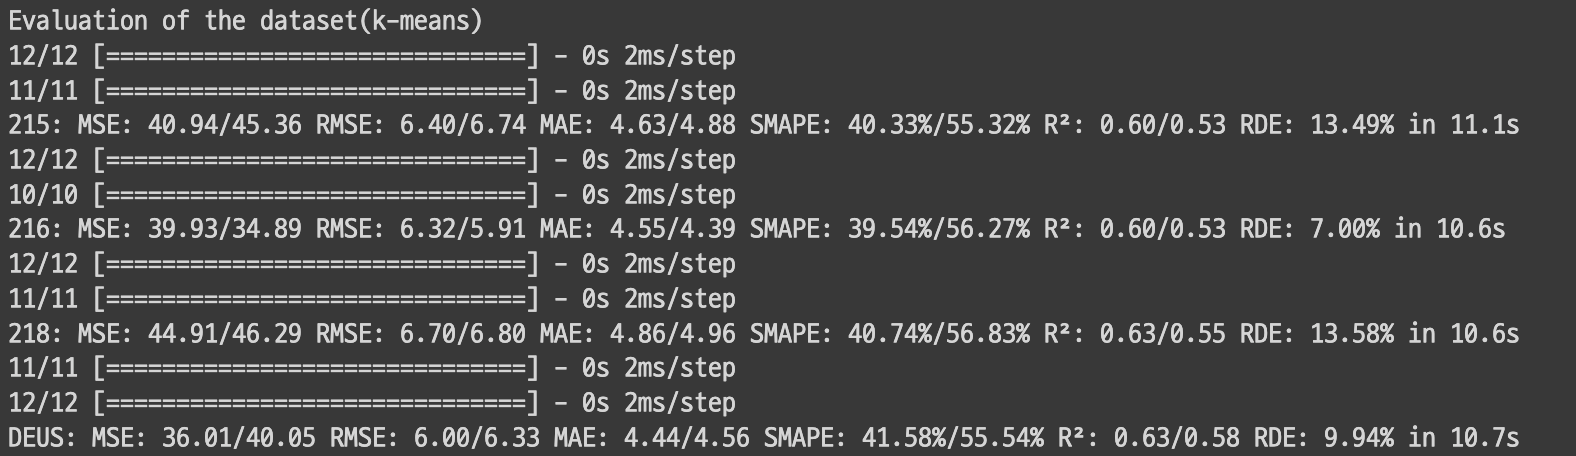 Evaluation of the dataset(k-means)
12/12 [==============================] - 0s 2ms/step
11/11 [==============================] - 0s 2ms/step
215: MSE: 40.94/45.36 RMSE: 6.40/6.74 MAE: 4.63/4.88 SMAPE: 40.33%/55.32% R²: 0.60/0.53 RDE: 13.49% in 11.1s
12/12 [==============================] - 0s 2ms/step
10/10 [==============================] - 0s 2ms/step
216: MSE: 39.93/34.89 RMSE: 6.32/5.91 MAE: 4.55/4.39 SMAPE: 39.54%/56.27% R²: 0.60/0.53 RDE: 7.00% in 10.6s
12/12 [==============================] - 0s 2ms/step
11/11 [==============================] - 0s 2ms/step
218: MSE: 44.91/46.29 RMSE: 6.70/6.80 MAE: 4.86/4.96 SMAPE: 40.74%/56.83% R²: 0.63/0.55 RDE: 13.58% in 10.6s
11/11 [==============================] - 0s 2ms/step
12/12 [==============================] - 0s 2ms/step
DEUS: MSE: 36.01/40.05 RMSE: 6.00/6.33 MAE: 4.44/4.56 SMAPE: 41.58%/55.54% R²: 0.63/0.58 RDE: 9.94% in 10.7s